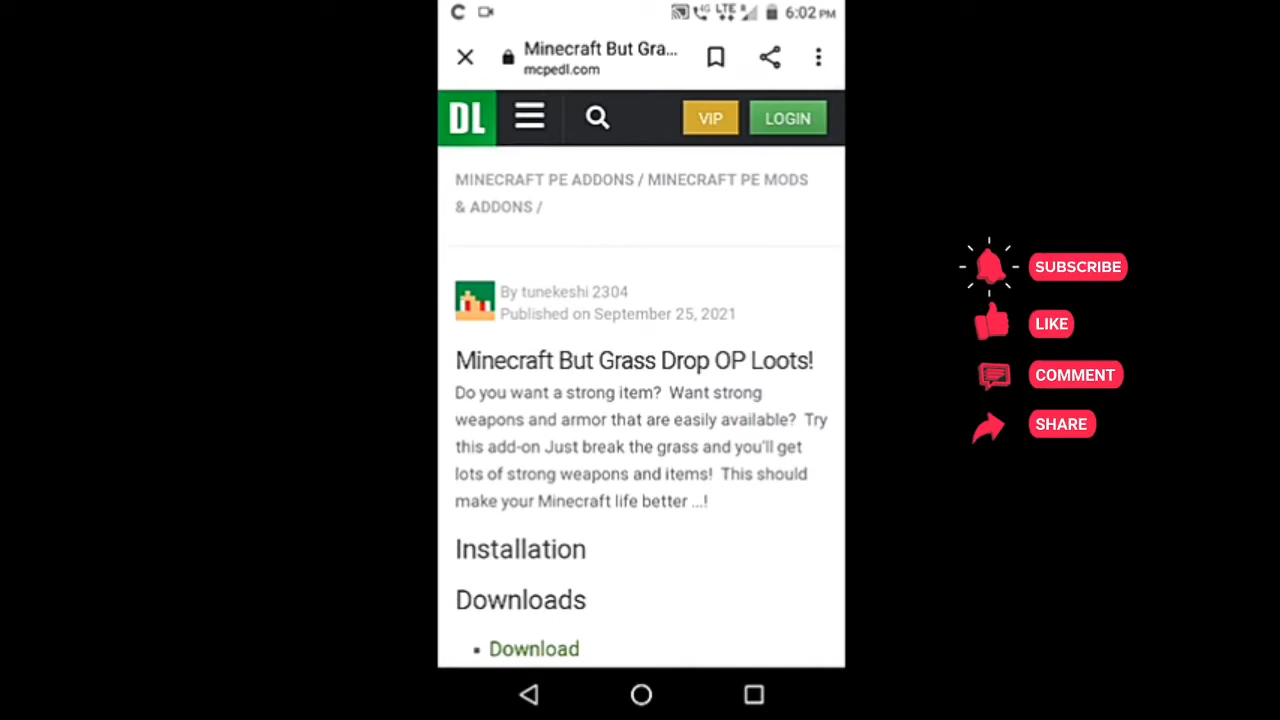 4G LTE R 6:02 PM
Minecraft But Gra...
mcpedl.com
DL VIP LOGIN
MINECRAFT PE ADDONS / MINECRAFT PE MODS
& ADDONS /
By tunekeshi 2304
Published on September 25, 2021
Minecraft But Grass Drop OP Loots!
Do you want a strong item? Want strong
weapons and armor that are easily available? Try
this add-on Just break the grass and you'll get
lots of strong weapons and items! This should
make your Minecraft life better ...!
Installation
Downloads
Download
SUBSCRIBE
LIKE
COMMENT
SHARE